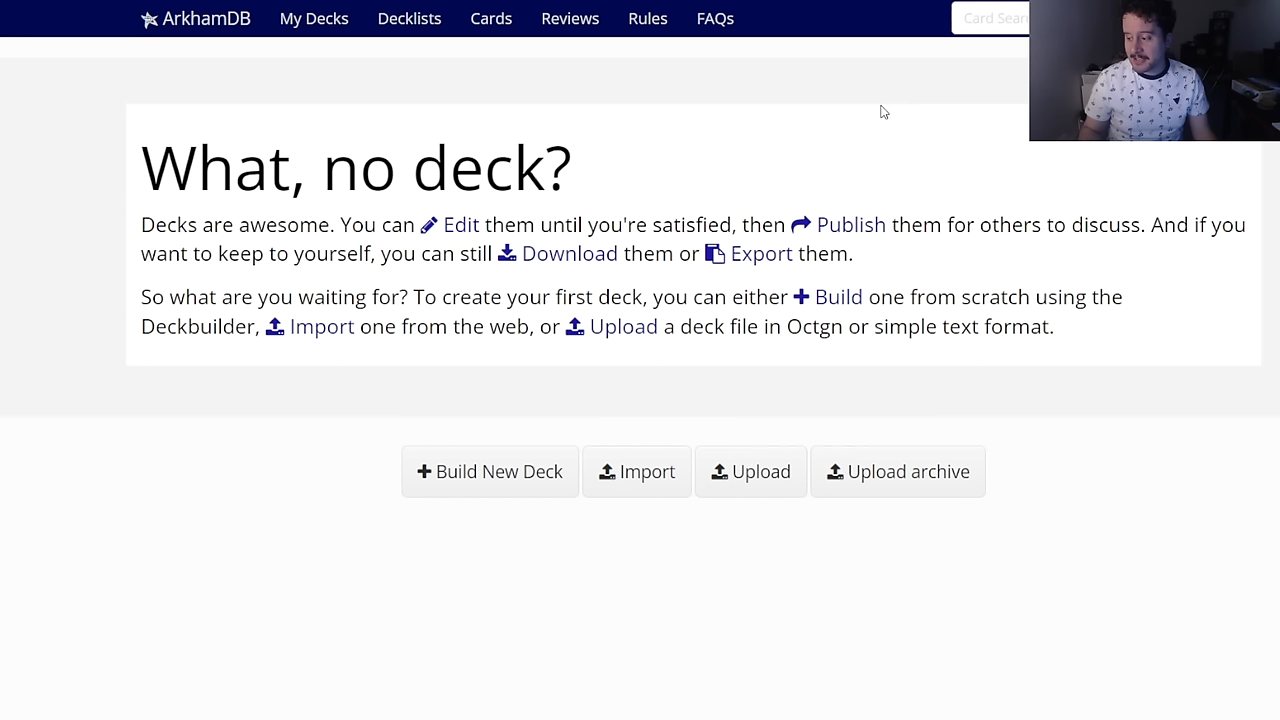 ArkhamDB My Decks Decklists Cards Reviews Rules FAQs Card Sear
What, no deck?
Decks are awesome. You can Edit them until you're satisfied, then Publish them for others to discuss. And if you
want to keep to yourself, you can still Download them or Export them.
So what are you waiting for? To create your first deck, you can either Build one from scratch using the
Deckbuilder, Import one from the web, or Upload a deck file in Octgn or simple text format.
Build New Deck Import Upload Upload archive